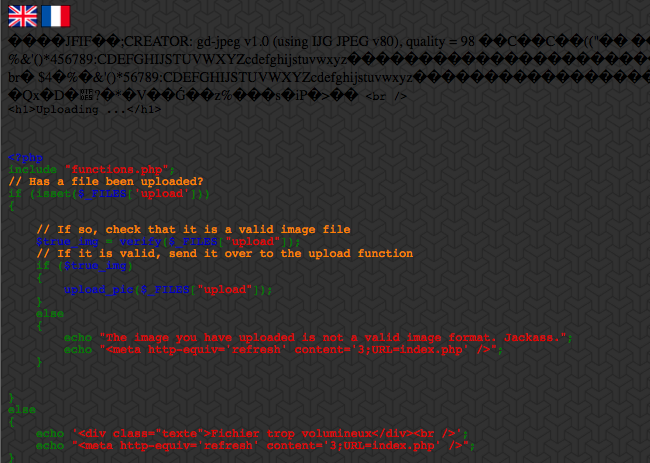 ����JFIF��;CREATOR: gd-jpeg v1.0 (using IJG JPEG v80), quality = 98 ��C��C��(("�� �
%&'()*456789:CDEFGHIJSTUVWXYZcdefghijstuvwxyz
br� $4�%�&'()*56789:CDEFGHIJSTUVWXYZcdefghijstuvwxyz
�Qx�D� ?�*�V��Ǵ��z%���s�iP�>�� <br />
<h1>Uploading ...</h1>
<?php
include "functions.php";
// Has a file been uploaded?
if (isset($_FILES['upload']))
{
// If so, check that it is a valid image file
$true_img = verify($_FILES["upload"]);
// If it is valid, send it over to the upload function
if ($true_img)
{
upload_pic($_FILES["upload"]);
}
else
{
echo "The image you have uploaded is not a valid image format. Jackass.";
echo "<meta http-equiv='refresh' content='3;URL=index.php' />";
}
}
else
{
echo '<div class="texte">Fichier trop volumineux</div><br />';
echo "<meta http-equiv='refresh' content='3;URL=index.php' />";
}